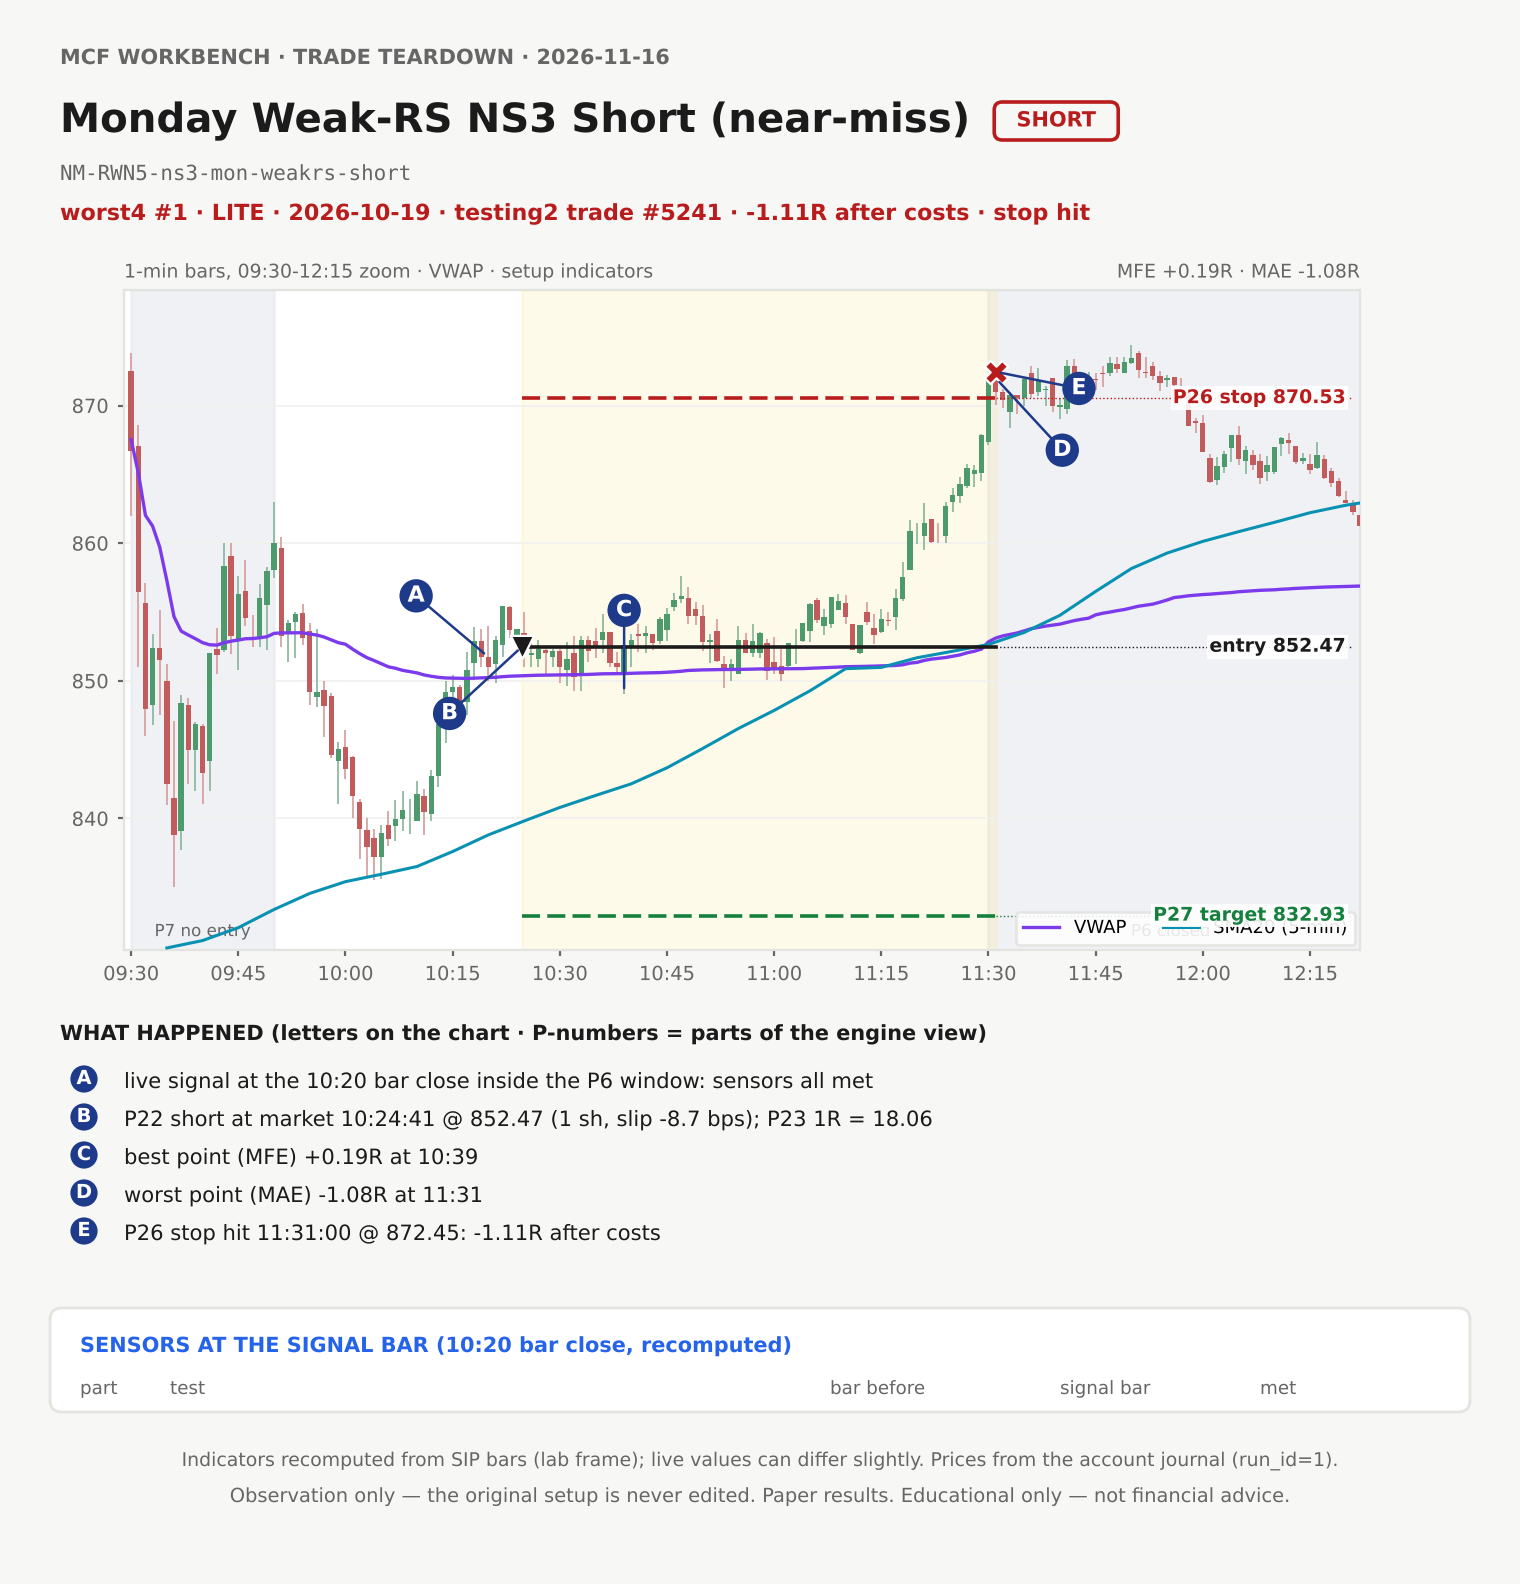 MCF WORKBENCH · TRADE TEARDOWN · 2026-11-16
Monday Weak-RS NS3 Short (near-miss) SHORT
NM-RWN5-ns3-mon-weakrs-short
worst4 #1 · LITE · 2026-10-19 · testing2 trade #5241 · -1.11R after costs · stop hit
1-min bars, 09:30-12:15 zoom · VWAP · setup indicators MFE +0.19R · MAE -1.08R
870
860
850
840
A
B
C
D
E
P26 stop 870.53
entry 852.47
P27 target 832.93
P7 no entry
VWAP P6 closed SMA20 (5-min)
09:30 09:45 10:00 10:15 10:30 10:45 11:00 11:15 11:30 11:45 12:00 12:15
WHAT HAPPENED (letters on the chart · P-numbers = parts of the engine view)
A live signal at the 10:20 bar close inside the P6 window: sensors all met
B P22 short at market 10:24:41 @ 852.47 (1 sh, slip -8.7 bps); P23 1R = 18.06
C best point (MFE) +0.19R at 10:39
D worst point (MAE) -1.08R at 11:31
E P26 stop hit 11:31:00 @ 872.45: -1.11R after costs
SENSORS AT THE SIGNAL BAR (10:20 bar close, recomputed)
part test bar before signal bar met
Indicators recomputed from SIP bars (lab frame); live values can differ slightly. Prices from the account journal (run_id=1).
Observation only — the original setup is never edited. Paper results. Educational only — not financial advice.